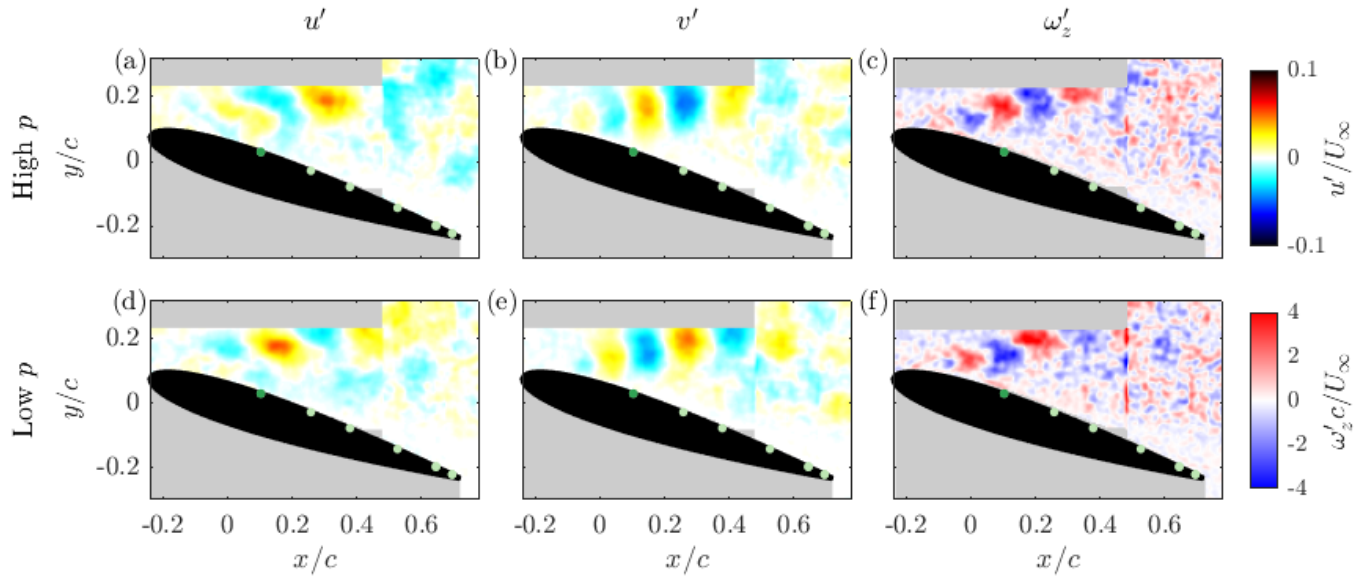 u′ v′ ω′z
High p
(a) (b) (c)
0.2
0
-0.2
y/c
0.1
0
-0.1
u′/U∞
Low p
(d) (e) (f)
0.2
0
-0.2
y/c
4
2
0
-2
-4
ω′z c/U∞
-0.2 0 0.2 0.4 0.6 -0.2 0 0.2 0.4 0.6 -0.2 0 0.2 0.4 0.6
x/c x/c x/c